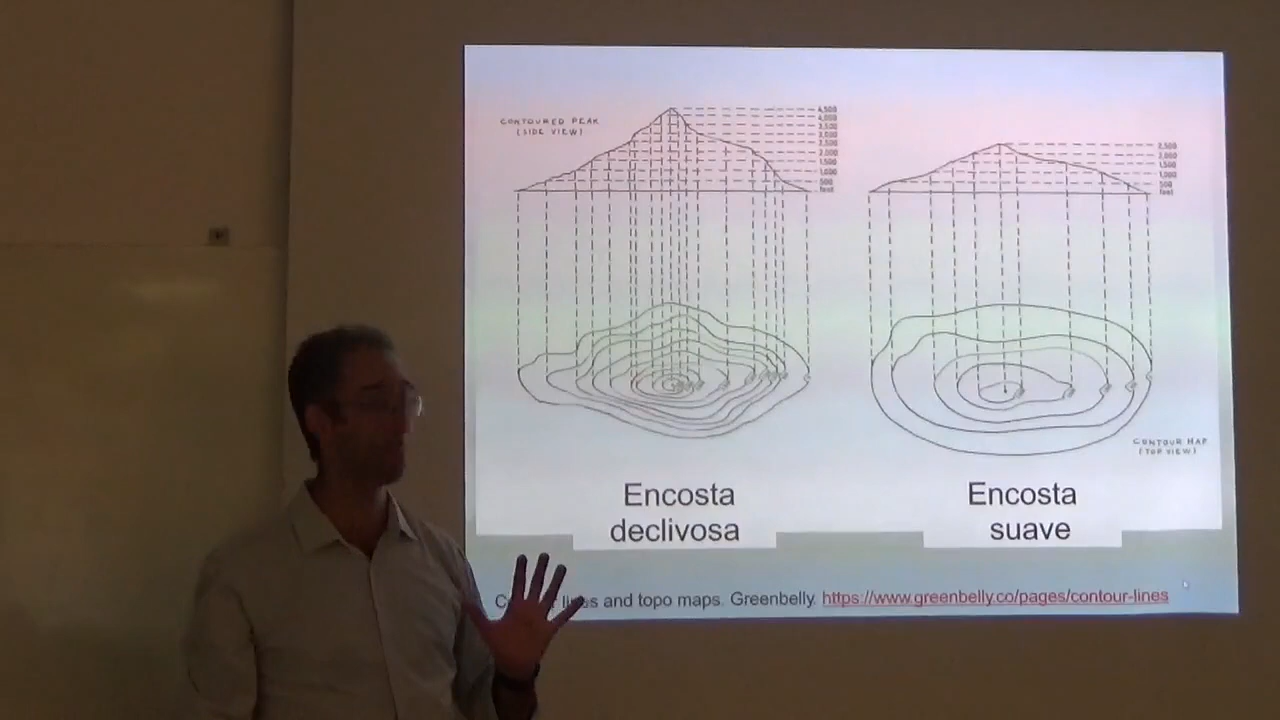 CONTOURED PEAK
(SIDE VIEW)
4,500
4,000
3,500
3,000
2,500
2,000
1,500
1,000
500
feet
2,500
2,000
1,500
1,000
500
feet
CONTOUR MAP
(TOP VIEW)
Encosta
declivosa
Encosta
suave
lines and topo maps. Greenbelly. https://www.greenbelly.co/pages/contour-lines